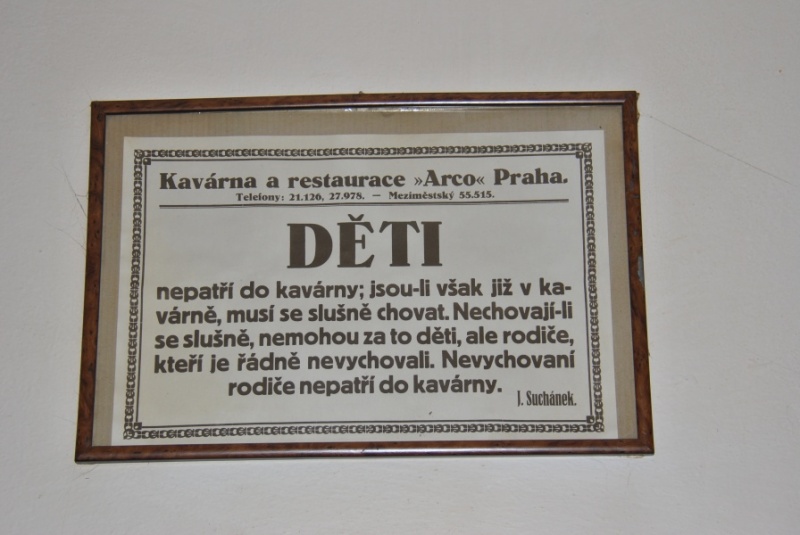 Kavárna a restaurace »Arco« Praha.
Telefony: 21.126, 27.978. — Meziměstský 55.515.
DĚTI
nepatří do kavárny; jsou-li však již v ka-
várně, musí se slušně chovat. Nechovají-li
se slušně, nemohou za to děti, ale rodiče,
kteří je řádně nevychovali. Nevychovaní
rodiče nepatří do kavárny.
J. Suchánek.